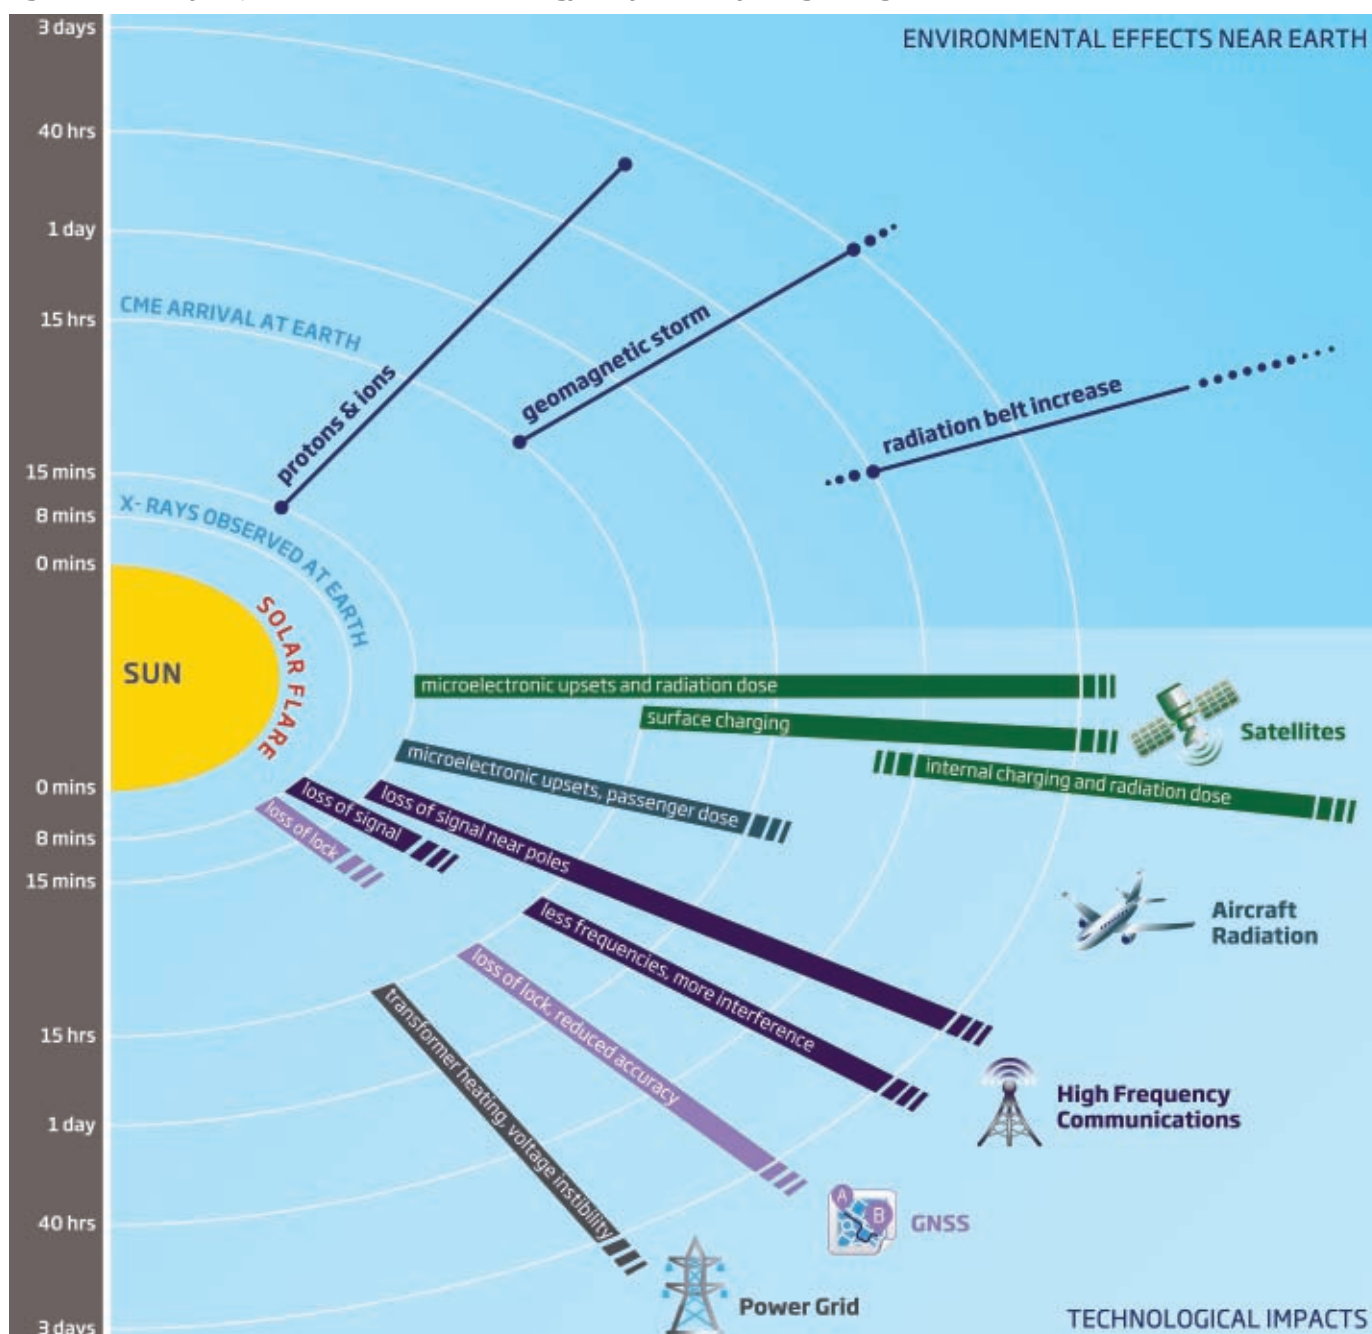 3 days
ENVIRONMENTAL EFFECTS NEAR EARTH
40 hrs
1 day
CME ARRIVAL AT EARTH
15 hrs
protons & ions
geomagnetic storm
radiation belt increase
15 mins
X- RAYS OBSERVED AT EARTH
8 mins
0 mins
SOLAR FLARE
SUN
microelectronic upsets and radiation dose
surface charging
Satellites
internal charging and radiation dose
microelectronic upsets, passenger dose
Aircraft
Radiation
0 mins
loss of signal near poles
loss of signal
loss of lock
8 mins
15 mins
less frequencies, more interference
High Frequency
Communications
loss of lock, reduced accuracy
A
B
GNSS
transformer heating, voltage instibility
Power Grid
15 hrs
1 day
40 hrs
3 days
TECHNOLOGICAL IMPACTS